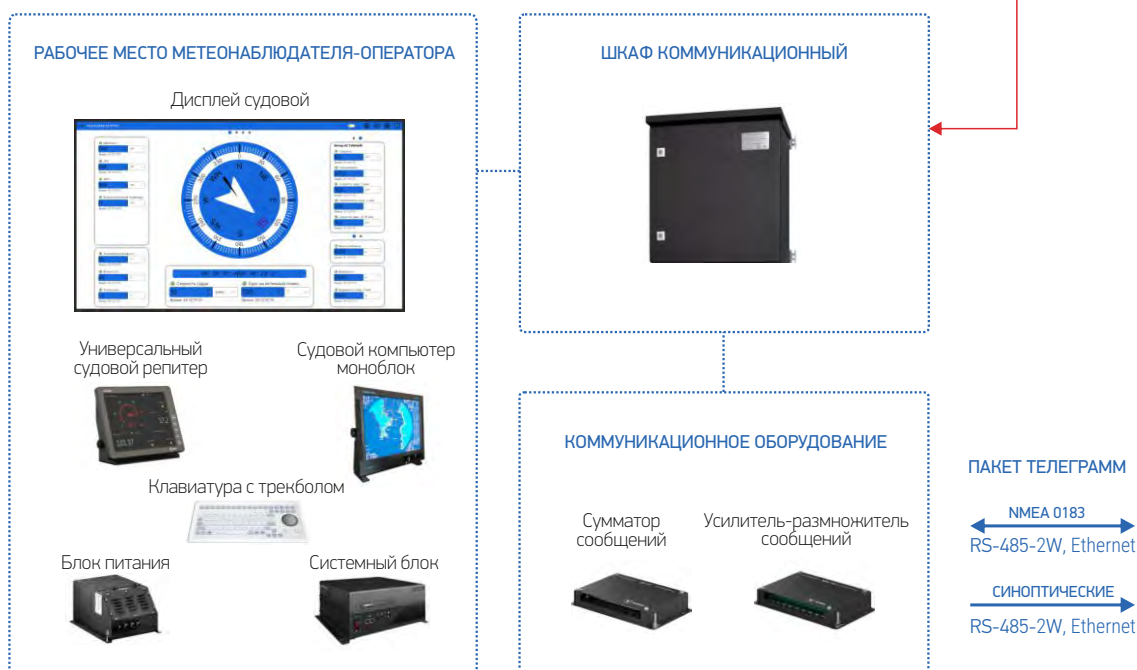 РАБОЧЕЕ МЕСТО МЕТЕОНАБЛЮДАТЕЛЯ-ОПЕРАТОРА
Дисплей судовой
Универсальный
судовой репитер
Судовой компьютер
моноблок
Клавиатура с трекболом
Блок питания
Системный блок
ШКАФ КОММУНИКАЦИОННЫЙ
КОММУНИКАЦИОННОЕ ОБОРУДОВАНИЕ
Сумматор
сообщений
Усилитель-размножитель
сообщений
ПАКЕТ ТЕЛЕГРАММ
NMEA 0183
RS-485-2W, Ethernet
СИНОПТИЧЕСКИЕ
RS-485-2W, Ethernet